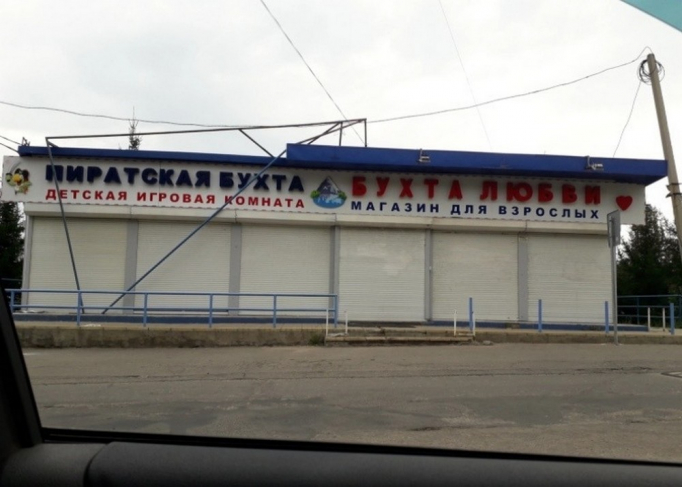 ПИРАТСКАЯ БУХТА
ДЕТСКАЯ ИГРОВАЯ КОМНАТА
БУХТА ЛЮБВИ
МАГАЗИН ДЛЯ ВЗРОСЛЫХ